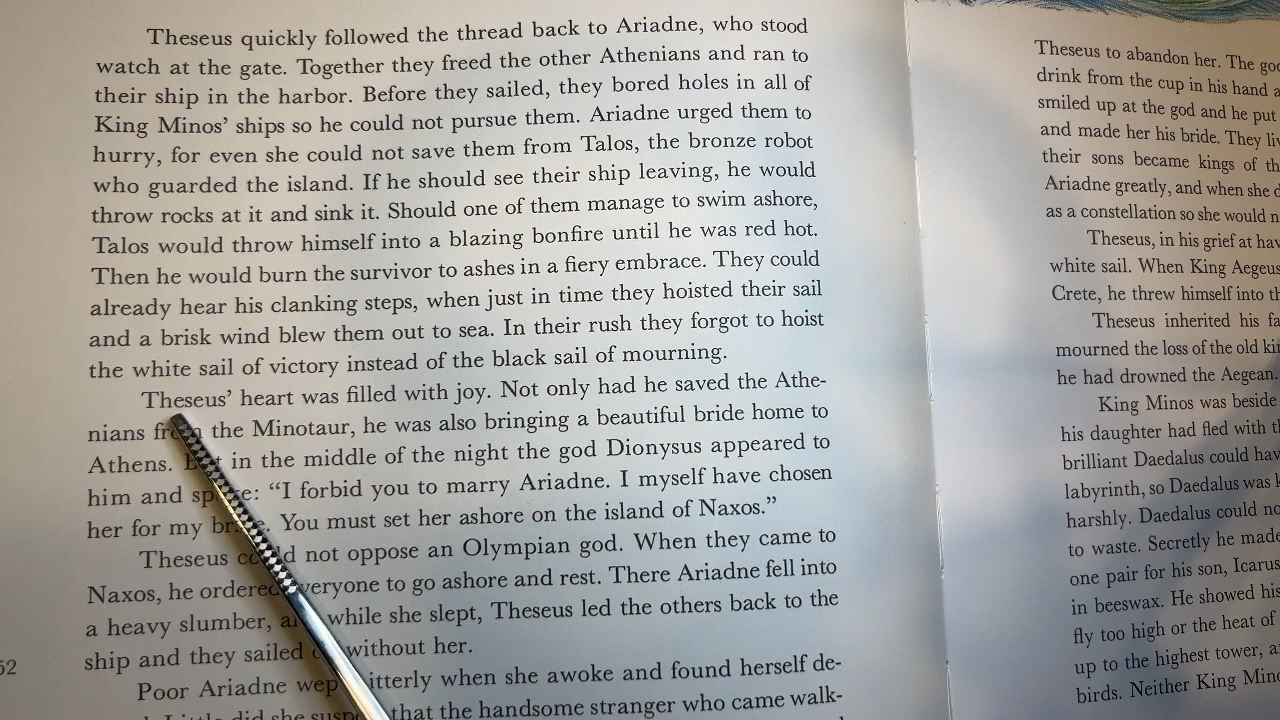 Theseus quickly followed the thread back to Ariadne, who stood
watch at the gate. Together they freed the other Athenians and ran to
their ship in the harbor. Before they sailed, they bored holes in all of
King Minos’ ships so he could not pursue them. Ariadne urged them to
hurry, for even she could not save them from Talos, the bronze robot
who guarded the island. If he should see their ship leaving, he would
throw rocks at it and sink it. Should one of them manage to swim ashore,
Talos would throw himself into a blazing bonfire until he was red hot.
Then he would burn the survivor to ashes in a fiery embrace. They could
already hear his clanking steps, when just in time they hoisted their sail
and a brisk wind blew them out to sea. In their rush they forgot to hoist
the white sail of victory instead of the black sail of mourning.
Theseus’ heart was filled with joy. Not only had he saved the Athe-
nians the Minotaur, he was also bringing a beautiful bride home to
Athens. in the middle of the night the god Dionysus appeared to
him and “I forbid you to marry Ariadne. I myself have chosen
her for my You must set her ashore on the island of Naxos.”
Theseus not oppose an Olympian god. When they came to
Naxos, he ordered everyone to go ashore and rest. There Ariadne fell into
a heavy slumber, while she slept, Theseus led the others back to the
ship and they sailed without her.
Poor Ariadne when she awoke and found herself de-
Little did she that the handsome stranger who came walk-
52
Theseus to abandon her. The
drink from the cup in his hand
smiled up at the god and he put
and made her his bride. They
their sons became kings of
Ariadne greatly, and when she
as a constellation so she would
Theseus, in his grief at
white sail. When King Aegeus
Crete, he threw himself into
Theseus inherited his
mourned the loss of the old
he had drowned the Aegean.
King Minos was beside
his daughter had fled with
brilliant Daedalus could
labyrinth, so Daedalus was
harshly. Daedalus could
to waste. Secretly he made
one pair for his son, Icarus
in beeswax. He showed his
fly too high or the heat of
up to the highest tower,
birds. Neither King